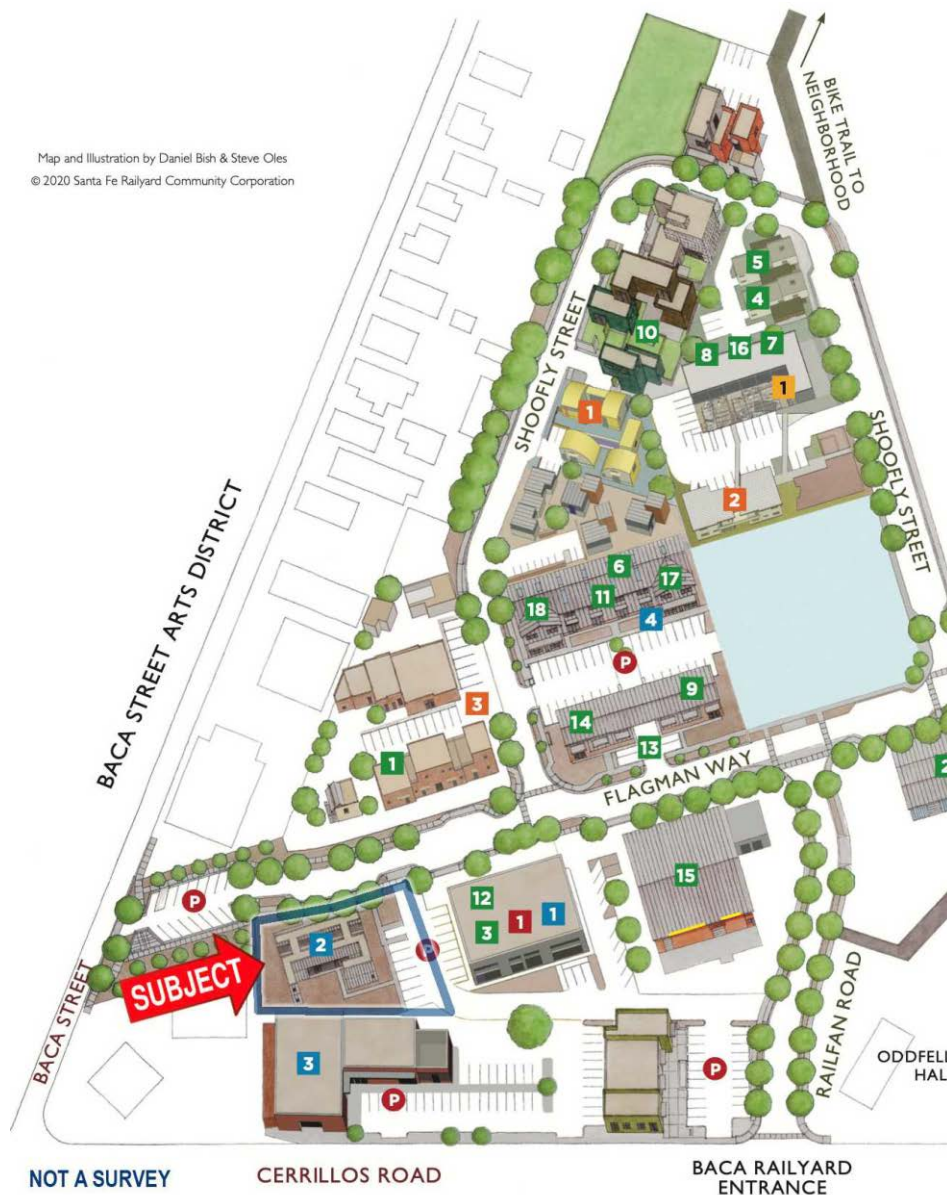 Map and Illustration by Daniel Bish & Steve Oles
© 2020 Santa Fe Railyard Community Corporation
BIKE TRAIL TO
NEIGHBORHOOD
SHOOFLY STREET
SHOOFLY STREET
BACA STREET ARTS DISTRICT
5
4
10
8
16
7
1
1
2
6
17
11
18
4
P
3
9
14
13
1
FLAGMAN WAY
2
15
12
3
1
1
P
2
SUBJECT
BACA STREET
RAILFAN ROAD
3
P
P
ODDFELL
HALL
NOT A SURVEY
CERRILLOS ROAD
BACA RAILYARD
ENTRANCE